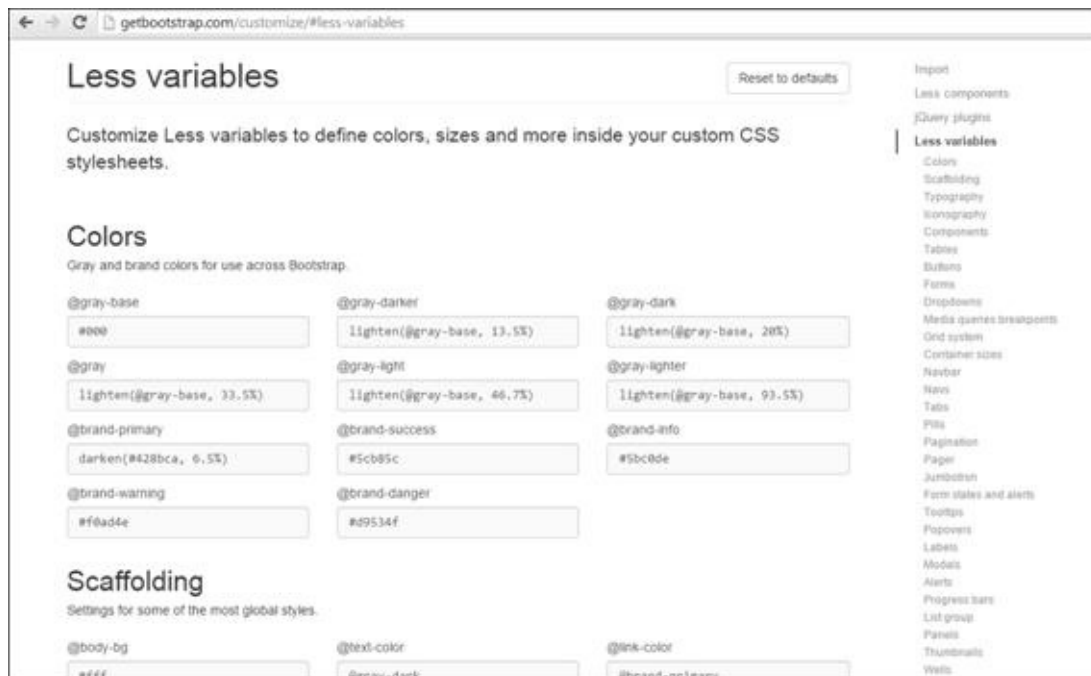 getbootstrap.com/customize/#less-variables
Less variables
Reset to defaults
Customize Less variables to define colors, sizes and more inside your custom CSS
stylesheets.
Colors
Gray and brand colors for use across Bootstrap.
@gray-base @gray-darker @gray-dark
#000 lighten(@gray-base, 13.5%) lighten(@gray-base, 20%)
@gray @gray-light @gray-lighter
lighten(@gray-base, 33.5%) lighten(@gray-base, 46.7%) lighten(@gray-base, 93.5%)
@brand-primary @brand-success @brand-info
darken(#428bca, 6.5%) #5cb85c #5bc0de
@brand-warning @brand-danger
#f0ad4e #d9534f
Scaffolding
Settings for some of the most global styles.
@body-bg @text-color @link-color
#fff @gray-dark @brand-primary
Import
Less components
jQuery plugins
Less variables
Colors
Scaffolding
Typography
Iconography
Components
Tables
Buttons
Forms
Dropdowns
Media queries breakpoints
Grid system
Container sizes
Navbar
Navs
Tabs
Pills
Pagination
Pager
Jumbotron
Form states and alerts
Tooltips
Popovers
Labels
Modals
Alerts
Progress bars
List group
Panels
Thumbnails
Wells